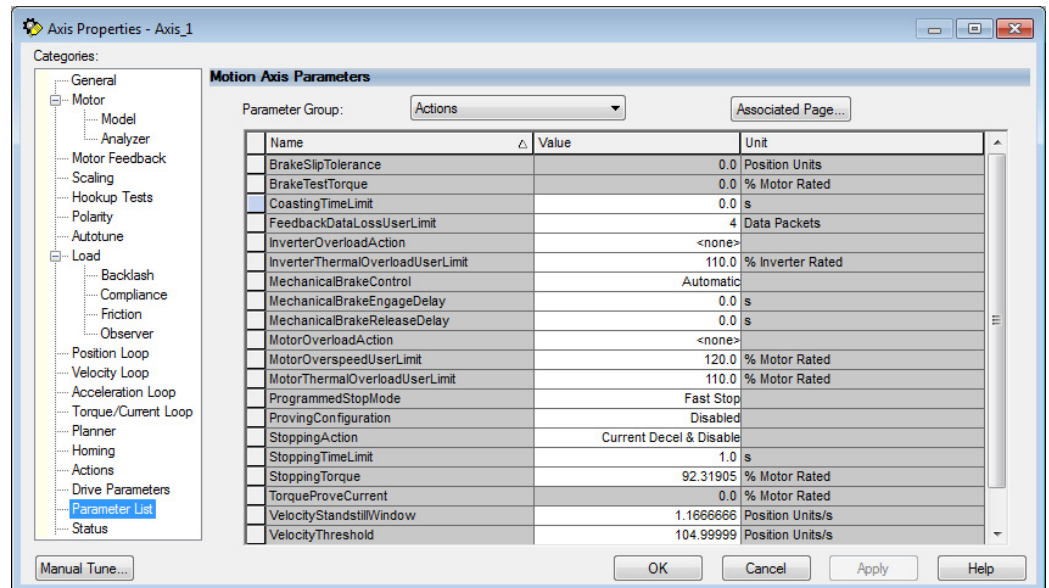 Axis Properties - Axis_1
Categories:
General
Motor
Model
Analyzer
Motor Feedback
Scaling
Hookup Tests
Polarity
Autotune
Load
Backlash
Compliance
Friction
Observer
Position Loop
Velocity Loop
Acceleration Loop
Torque/Current Loop
Planner
Homing
Actions
Drive Parameters
Parameter List
Status
Motion Axis Parameters
Parameter Group: Actions Associated Page...
Name Value Unit
BrakeSlipTolerance 0.0 Position Units
BrakeTestTorque 0.0 % Motor Rated
CoastingTimeLimit 0.0 s
FeedbackDataLossUserLimit 4 Data Packets
InverterOverloadAction <none>
InverterThermalOverloadUserLimit 110.0 % Inverter Rated
MechanicalBrakeControl Automatic
MechanicalBrakeEngageDelay 0.0 s
MechanicalBrakeReleaseDelay 0.0 s
MotorOverloadAction <none>
MotorOverspeedUserLimit 120.0 % Motor Rated
MotorThermalOverloadUserLimit 110.0 % Motor Rated
ProgrammedStopMode Fast Stop
ProvingConfiguration Disabled
StoppingAction Current Decel & Disable
StoppingTimeLimit 1.0 s
StoppingTorque 92.31905 % Motor Rated
TorqueProveCurrent 0.0 % Motor Rated
VelocityStandstillWindow 1.1666666 Position Units/s
VelocityThreshold 104.99999 Position Units/s
Manual Tune... OK Cancel Apply Help